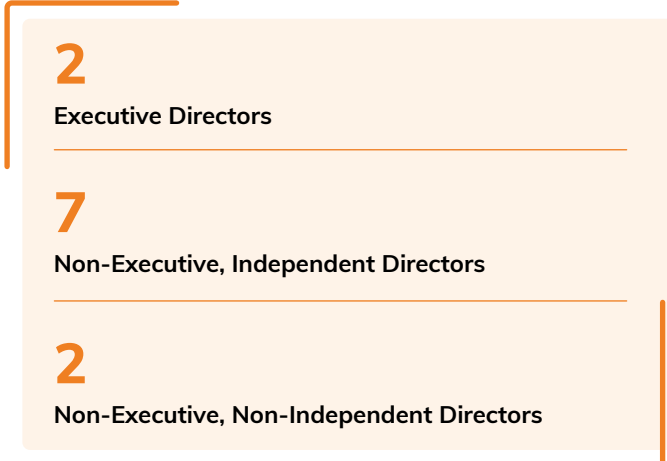 2
Executive Directors
7
Non-Executive, Independent Directors
2
Non-Executive, Non-Independent Directors